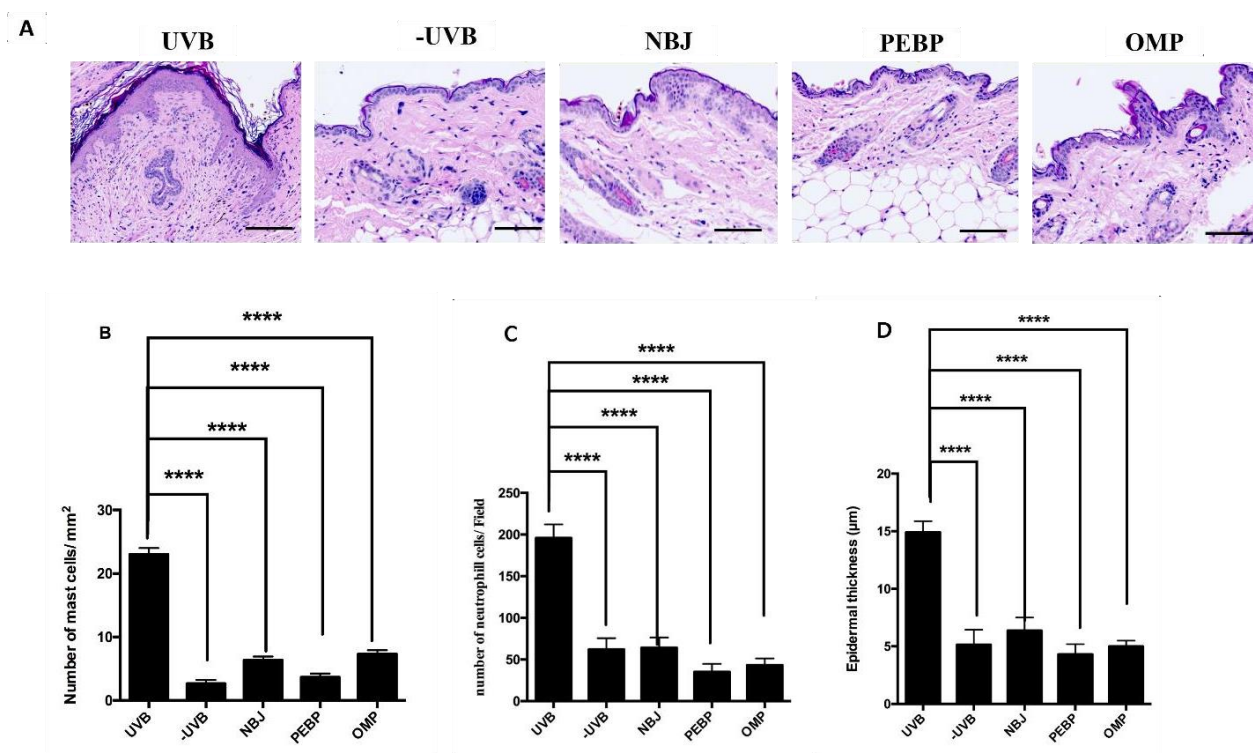 A
UVB
-UVB
NBJ
PEBP
OMP
B
****
****
****
****
Number of mast cells/ mm2
30
20
10
0
UVB
-UVB
NBJ
PEBP
OMP
C
****
****
****
****
number of neutrophill cells/ Field
250
200
150
100
50
0
UVB
-UVB
NBJ
PEBP
OMP
D
****
****
****
****
Epidermal thickness (µm)
20
15
10
5
0
UVB
-UVB
NBJ
PEBP
OMP